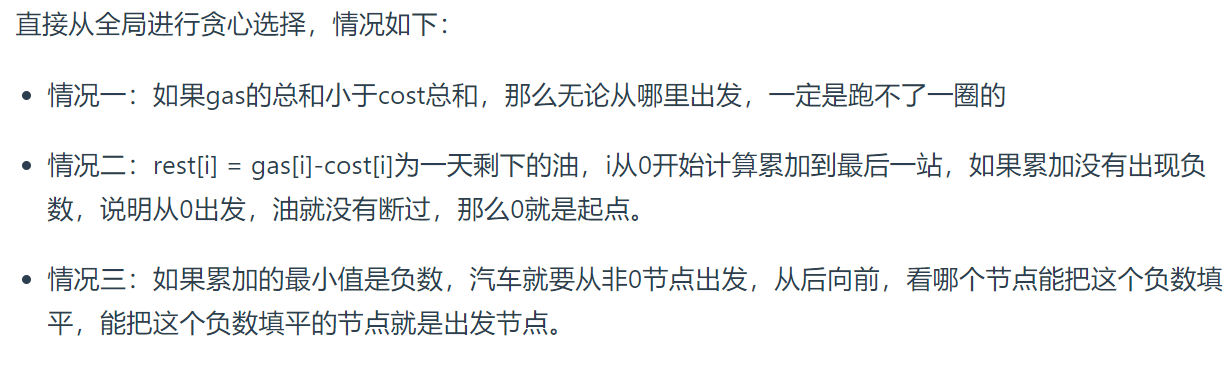 直接从全局进行贪心选择，情况如下：
• 情况一：如果gas的总和小于cost总和，那么无论从哪里出发，一定是跑不了一圈的
• 情况二：rest[i] = gas[i]-cost[i]为一天剩下的油，i从0开始计算累加到最后一站，如果累加没有出现负
数，说明从0出发，油就没有断过，那么0就是起点。
• 情况三：如果累加的最小值是负数，汽车就要从非0节点出发，从后向前，看哪个节点能把这个负数填
平，能把这个负数填平的节点就是出发节点。